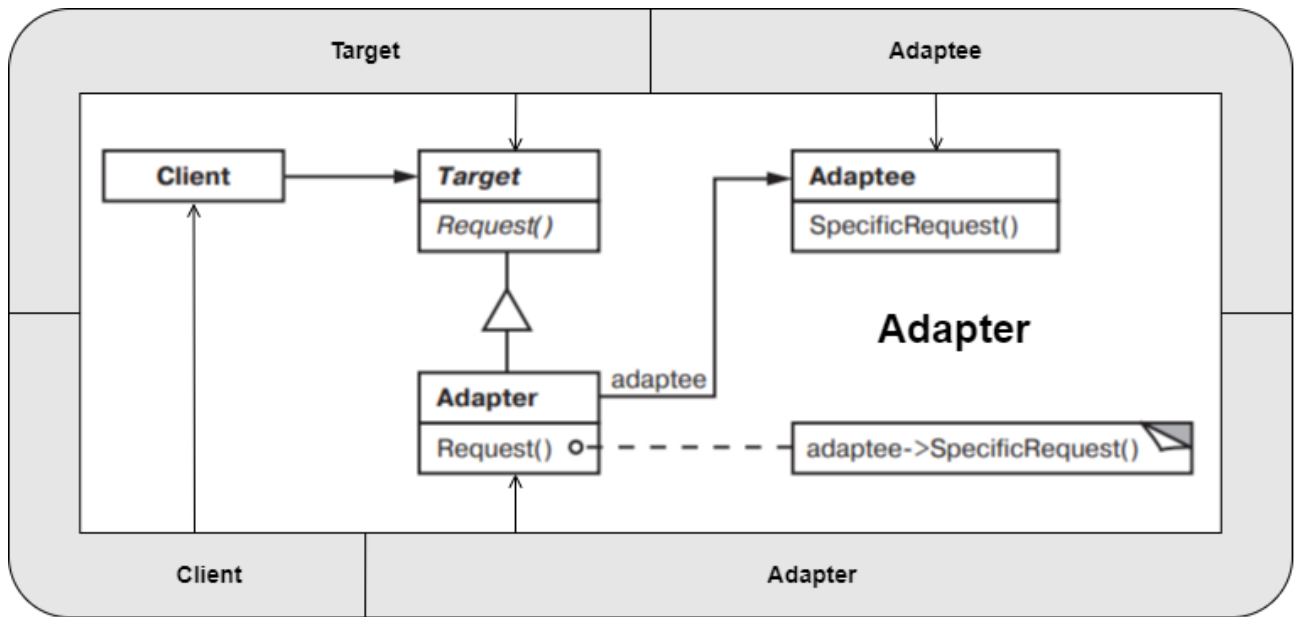 Target
Adaptee
Client
Target
Request()
Adaptee
SpecificRequest()
Adapter
Adapter
Request()
adaptee
adaptee->SpecificRequest()
Client
Adapter